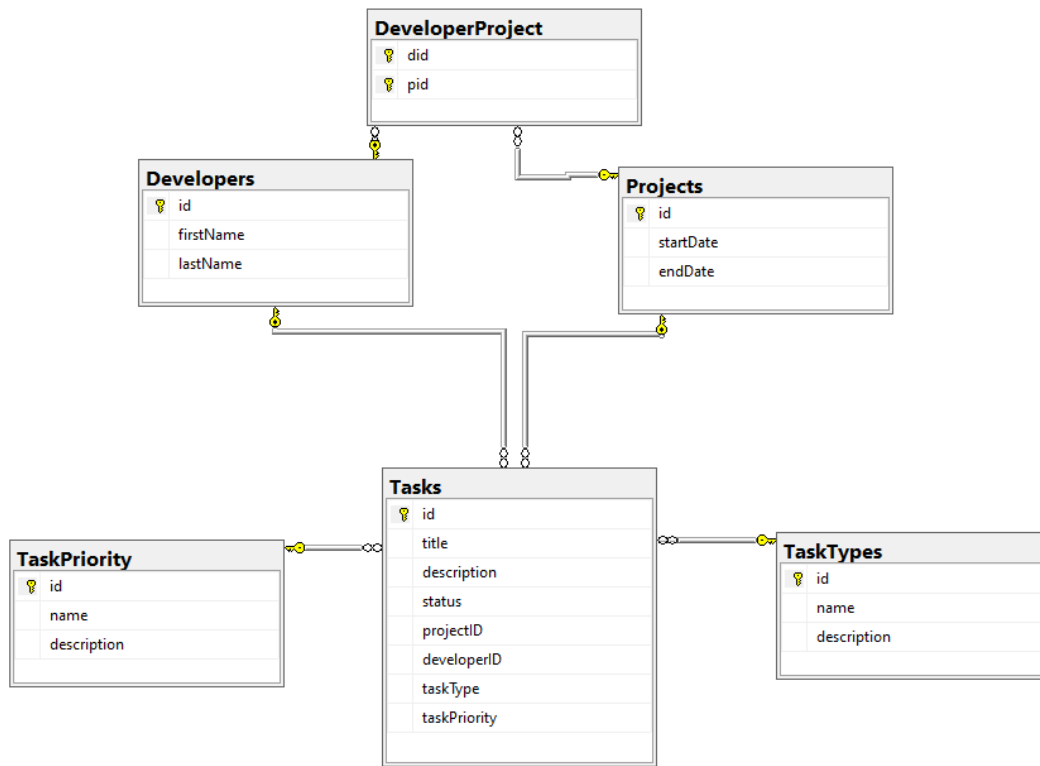 DeveloperProject
did
pid
Developers
id
firstName
lastName
Projects
id
startDate
endDate
Tasks
id
title
description
status
projectID
developerID
taskType
taskPriority
TaskPriority
id
name
description
TaskTypes
id
name
description